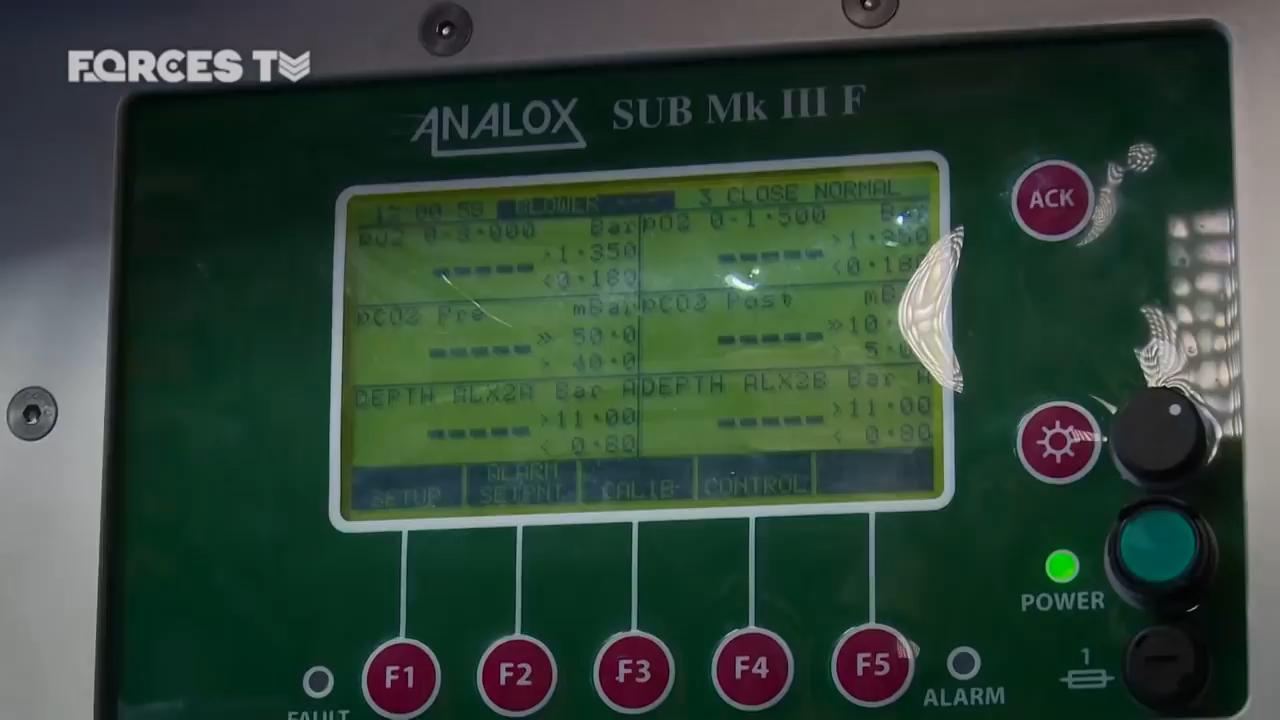 FORCES TV
ANALOX SUB Mk III F
ACK
12 00 58 BLOWER ---- 3 CLOSE NORMAL
pO2 0-3.000 Bar pO2 0-1.500
----- >1.350 ----- >1.350
<0.180 <0.180
pCO2 Pre mBar pCO2 Post
----- » 50.0 ----- »10.
> 40.0 > 5.0
DEPTH ALX2A Bar A DEPTH ALX2B Bar A
----- >11.00 ----- >11.00
< 0.80 < 0.80
SETUP ALARM SETPNT CALIB CONTROL
POWER
F1 F2 F3 F4 F5
1
FAULT ALARM